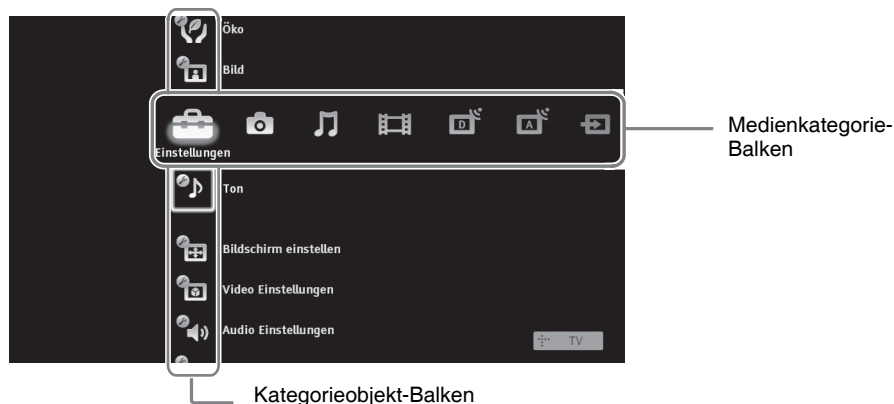 Öko
Bild
Einstellungen
Medienkategorie-
Balken
Ton
Bildschirm einstellen
Video Einstellungen
Audio Einstellungen
TV
Kategorieobjekt-Balken